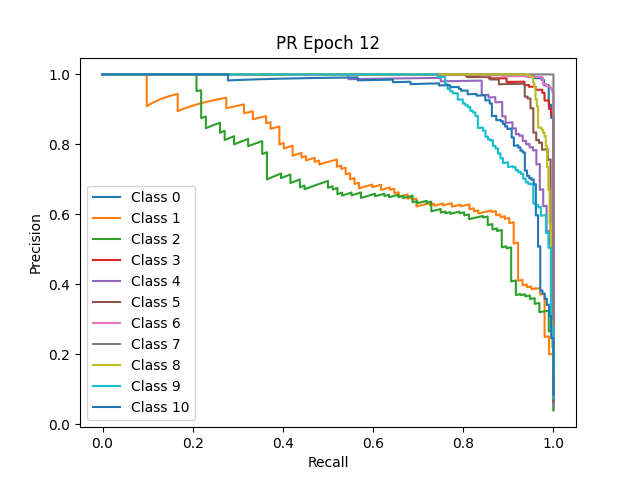 PR Epoch 12
1.0
0.8
0.6
0.4
0.2
0.0
Precision
Class 0
Class 1
Class 2
Class 3
Class 4
Class 5
Class 6
Class 7
Class 8
Class 9
Class 10
0.0 0.2 0.4 0.6 0.8 1.0
Recall